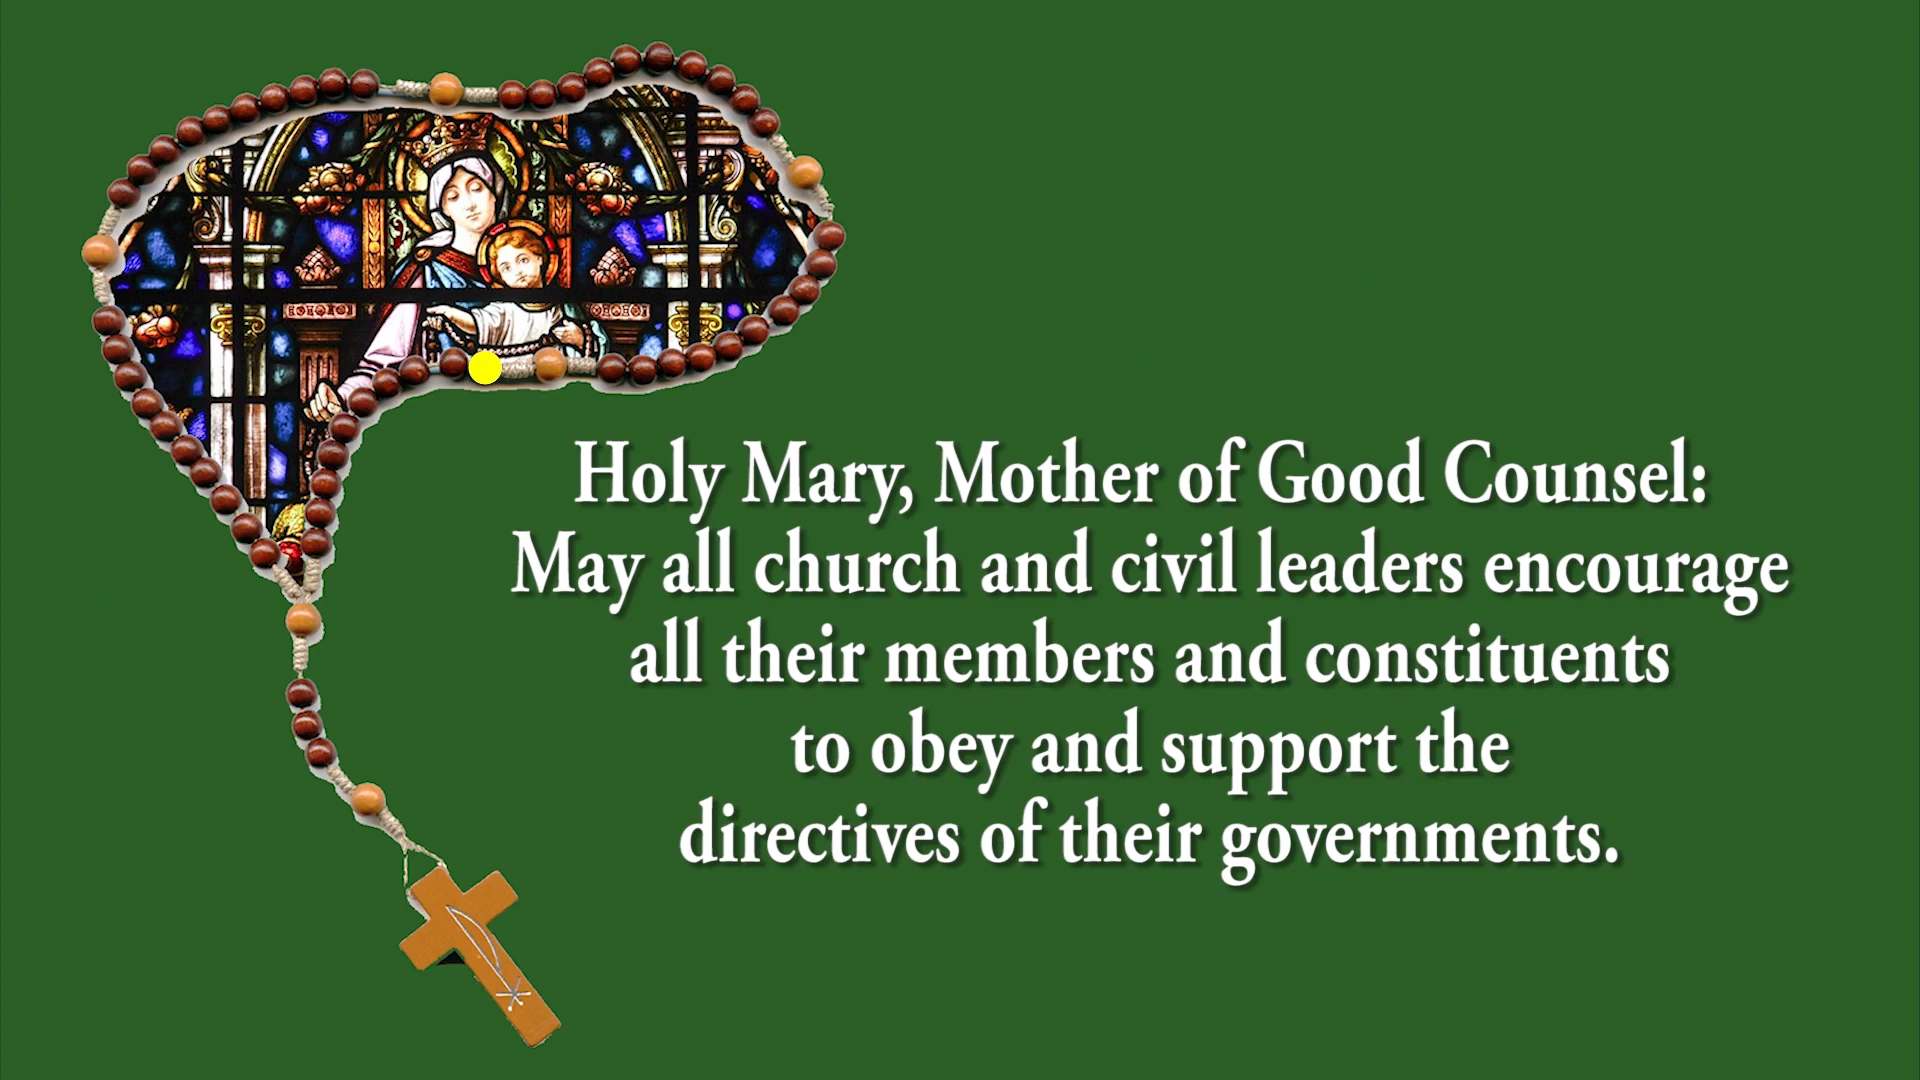 Holy Mary, Mother of Good Counsel:
May all church and civil leaders encourage
all their members and constituents
to obey and support the
directives of their governments.